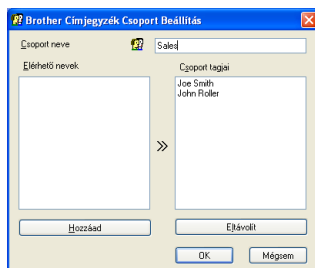 Brother Címjegyzék Csoport Beállítás
Csoport neve
Sales
Elérhető nevek
Csoport tagjai
Joe Smith
John Roller
Hozzáad
Eltávolít
OK
Mégsem